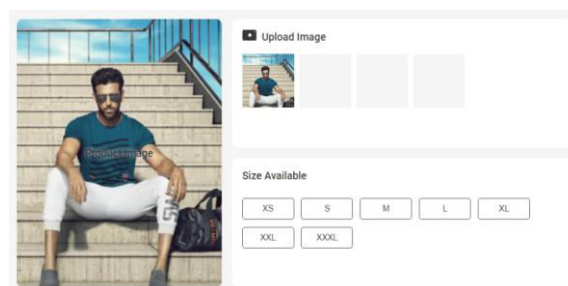 Upload Image
Product Image
Size Available
XS
S
M
L
XL
XXL
XXXL